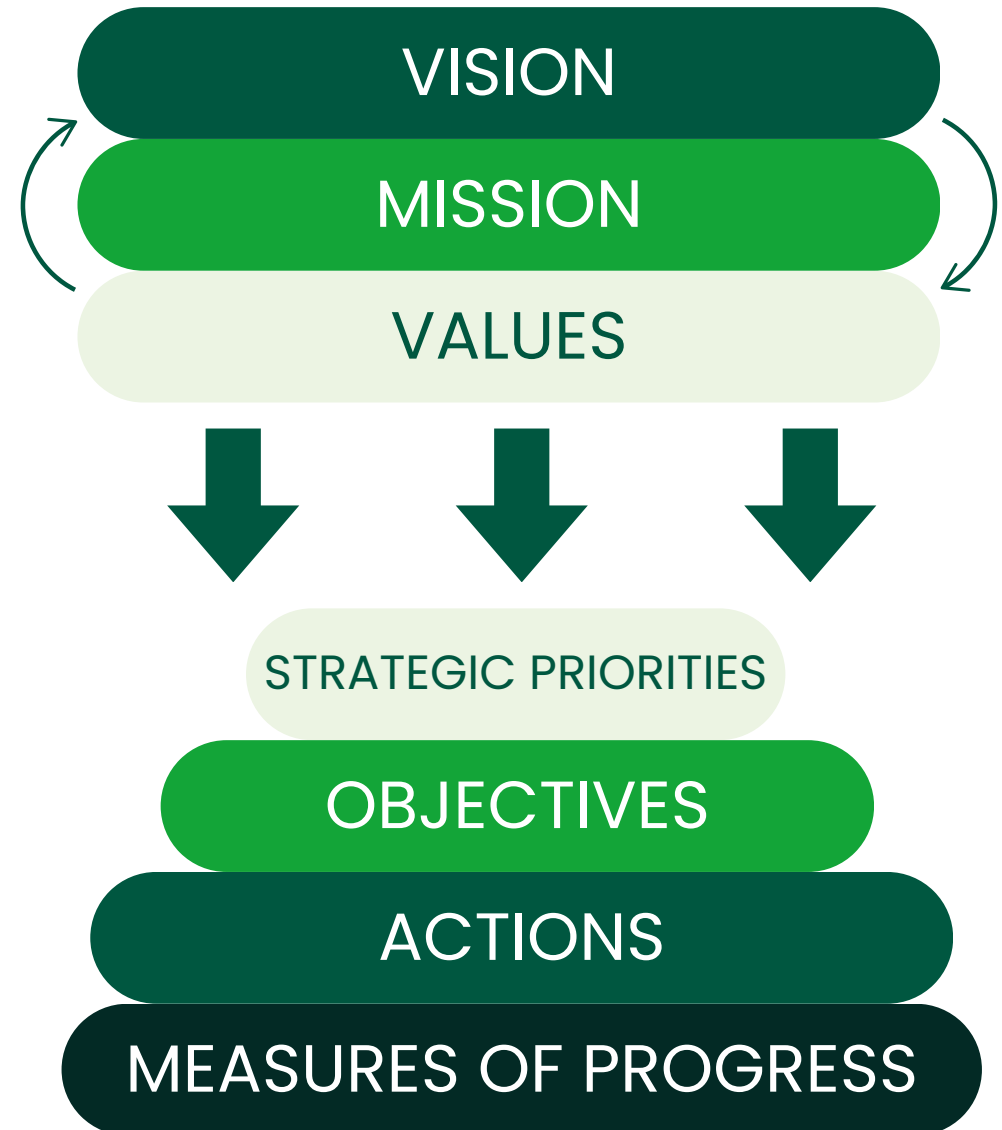 VISION
MISSION
VALUES
STRATEGIC PRIORITIES
OBJECTIVES
ACTIONS
MEASURES OF PROGRESS